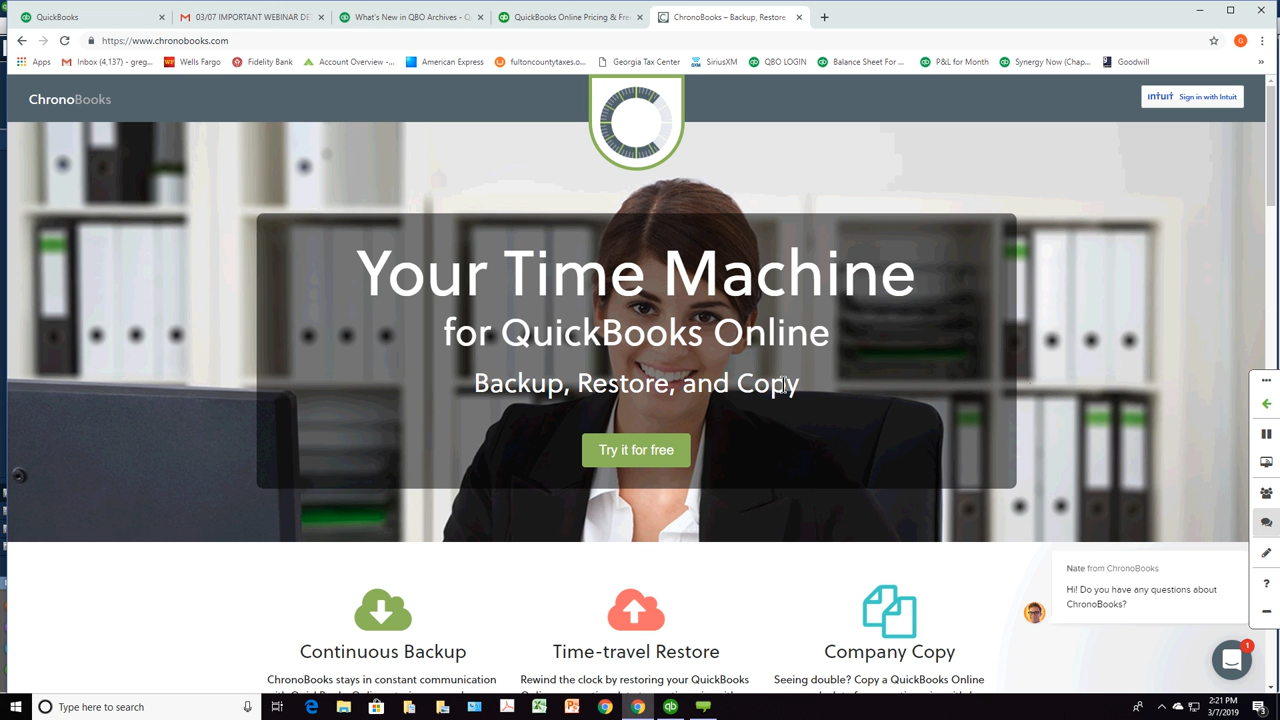 QuickBooks
03/07 IMPORTANT WEBINAR DE
What's New in QBO Archives - Q
QuickBooks Online Pricing & Fre
ChronoBooks – Backup, Restore,
https://www.chronobooks.com
Apps
Inbox (4,137) - greg...
Wells Fargo
Fidelity Bank
Account Overview -...
American Express
fultoncountytaxes.o...
Georgia Tax Center
SiriusXM
QBO LOGIN
Balance Sheet For ...
P&L for Month
Synergy Now (Chap...
Goodwill
ChronoBooks
intuit Sign in with Intuit
Your Time Machine
for QuickBooks Online
Backup, Restore, and Copy
Try it for free
Nate from ChronoBooks
Hi! Do you have any questions about
ChronoBooks?
1
Continuous Backup
Time-travel Restore
Company Copy
ChronoBooks stays in constant communication
Rewind the clock by restoring your QuickBooks
Seeing double? Copy a QuickBooks Online
Type here to search
2:21 PM
3/7/2019
3